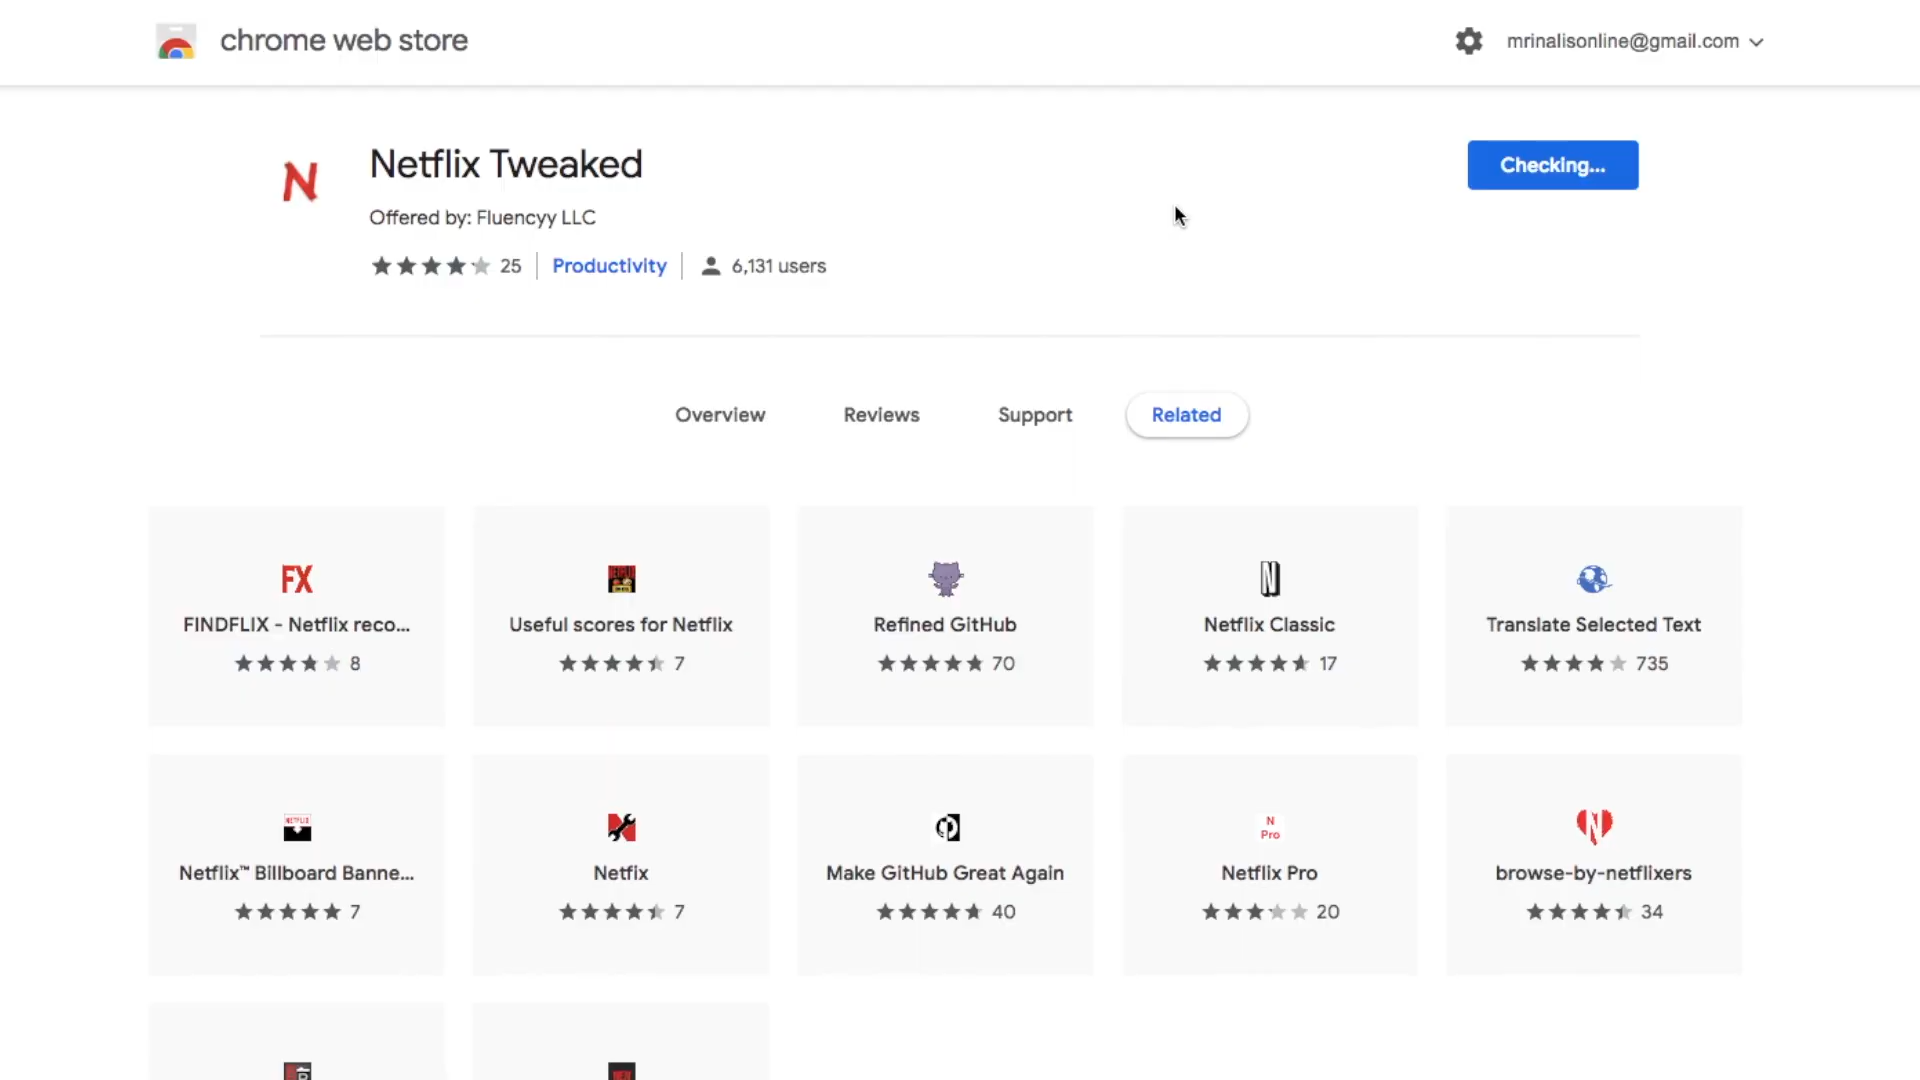 chrome web store
mrinalisonline@gmail.com
Netflix Tweaked
Checking...
Offered by: Fluencyy LLC
25
Productivity
6,131 users
Overview
Reviews
Support
Related
FX
FINDFLIX - Netflix reco...
8
Useful scores for Netflix
7
Refined GitHub
70
N
Netflix Classic
17
Translate Selected Text
735
NETFLIX
Netflix™ Billboard Banne...
7
Netfix
7
Make GitHub Great Again
40
N
Pro
Netflix Pro
20
N
browse-by-netflixers
34